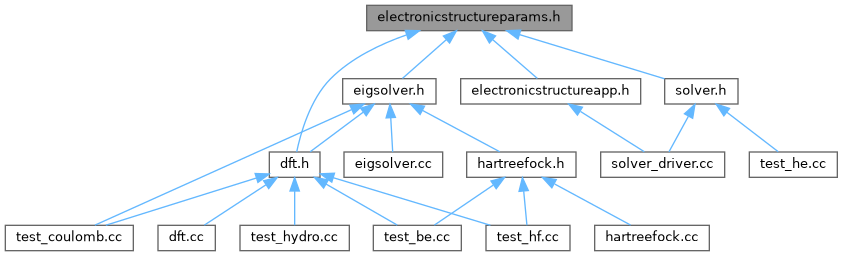 electronicstructureparams.h
eigsolver.h
electronicstructureapp.h
solver.h
dft.h
eigsolver.cc
hartreefock.h
solver_driver.cc
test_he.cc
test_coulomb.cc
dft.cc
test_hydro.cc
test_be.cc
test_hf.cc
hartreefock.cc